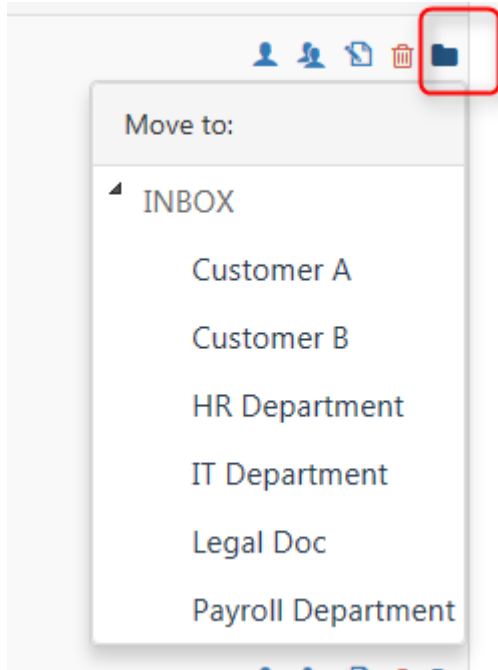 Move to:
INBOX
Customer A
Customer B
HR Department
IT Department
Legal Doc
Payroll Department